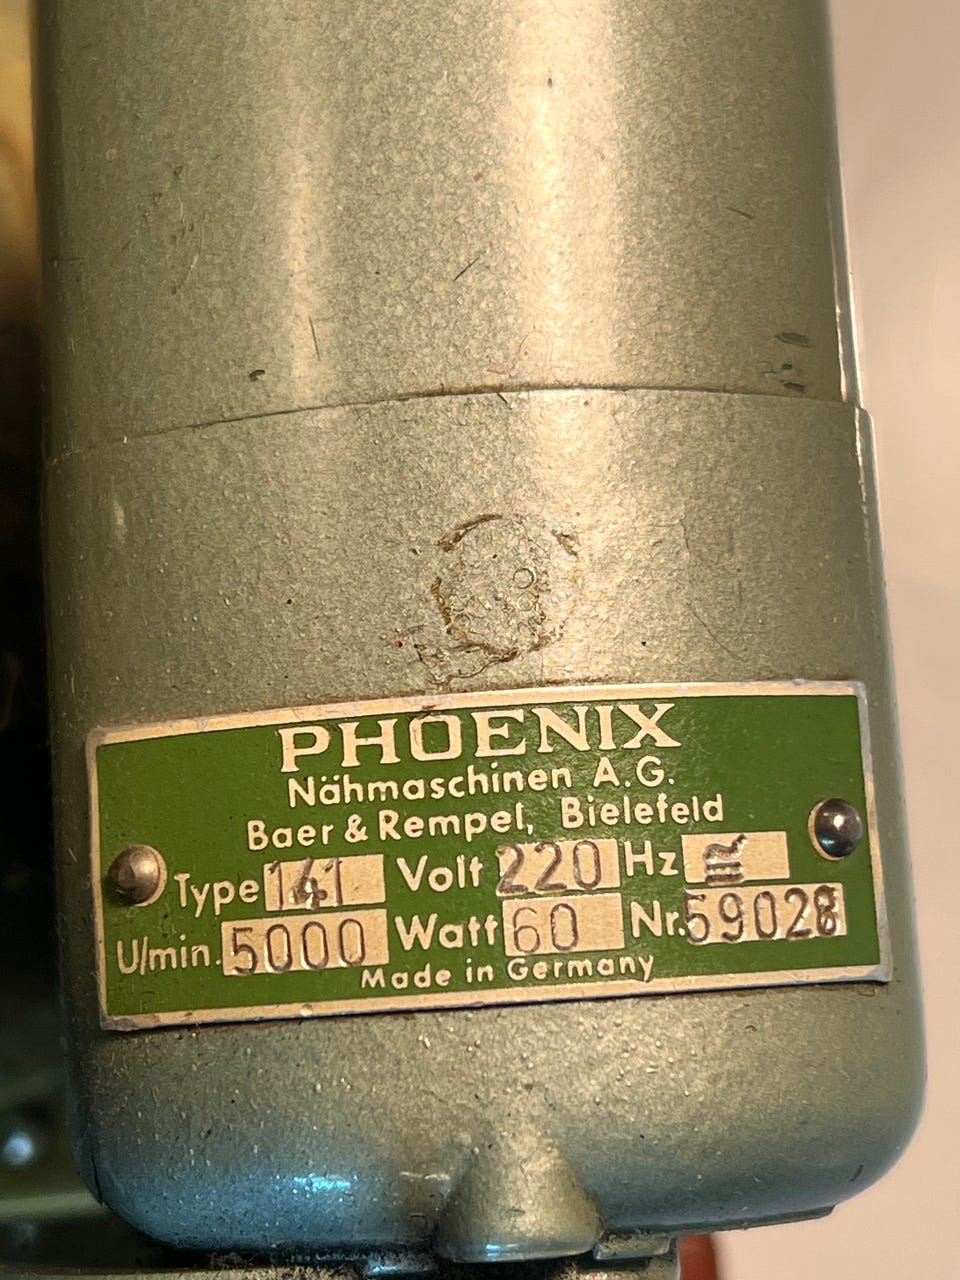 PHOENIX
Nähmaschinen A.G.
Baer & Rempel, Bielefeld
Type 141 Volt 220 Hz ≅
U/min. 5000 Watt 60 Nr. 59028
Made in Germany